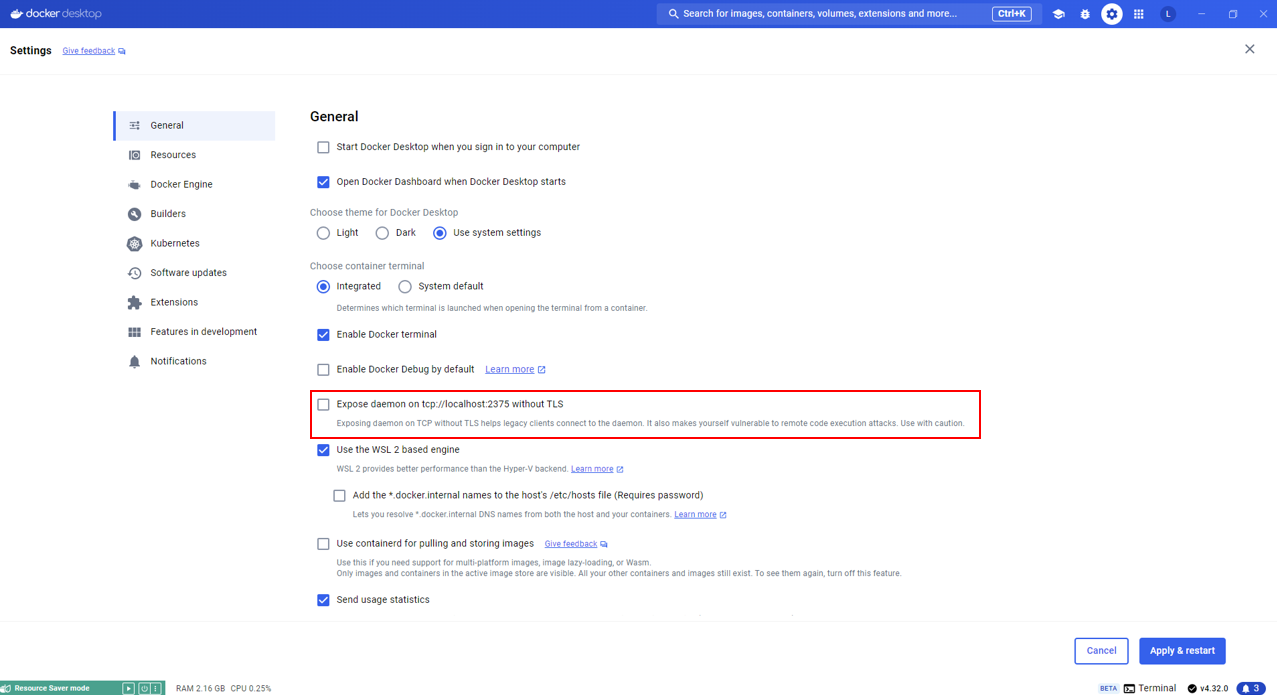 docker desktop
Search for images, containers, volumes, extensions and more...
Ctrl+K
L
Settings
Give feedback
General
Resources
Docker Engine
Builders
Kubernetes
Software updates
Extensions
Features in development
Notifications
General
Start Docker Desktop when you sign in to your computer
Open Docker Dashboard when Docker Desktop starts
Choose theme for Docker Desktop
Light Dark Use system settings
Choose container terminal
Integrated System default
Determines which terminal is launched when opening the terminal from a container.
Enable Docker terminal
Enable Docker Debug by default Learn more
Expose daemon on tcp://localhost:2375 without TLS
Exposing daemon on TCP without TLS helps legacy clients connect to the daemon. It also makes yourself vulnerable to remote code execution attacks. Use with caution.
Use the WSL 2 based engine
WSL 2 provides better performance than the Hyper-V backend. Learn more
Add the *.docker.internal names to the host's /etc/hosts file (Requires password)
Lets you resolve *.docker.internal DNS names from both the host and your containers. Learn more
Use containerd for pulling and storing images Give feedback
Use this if you need support for multi-platform images, image lazy-loading, or Wasm.
Only images and containers in the active image store are visible. All your other containers and images still exist. To see them again, turn off this feature.
Send usage statistics
Cancel
Apply & restart
Resource Saver mode
RAM 2.16 GB CPU 0.25%
BETA Terminal v4.32.0 3